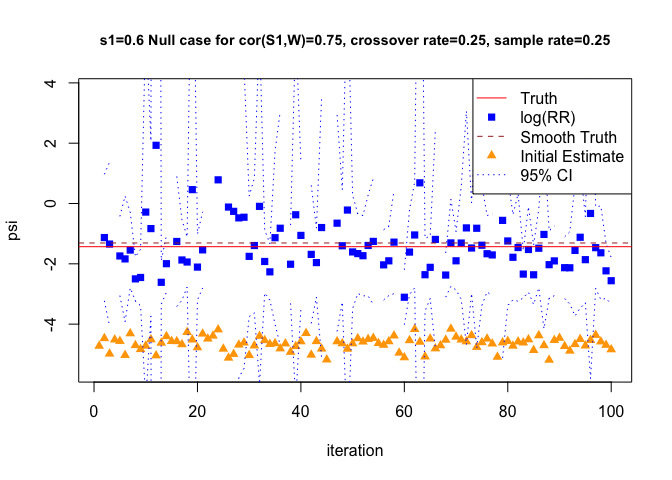 s1=0.6 Null case for cor(S1,W)=0.75, crossover rate=0.25, sample rate=0.25
Truth
log(RR)
Smooth Truth
Initial Estimate
95% CI
psi
4
2
0
-2
-4
0
20
40
60
80
100
iteration